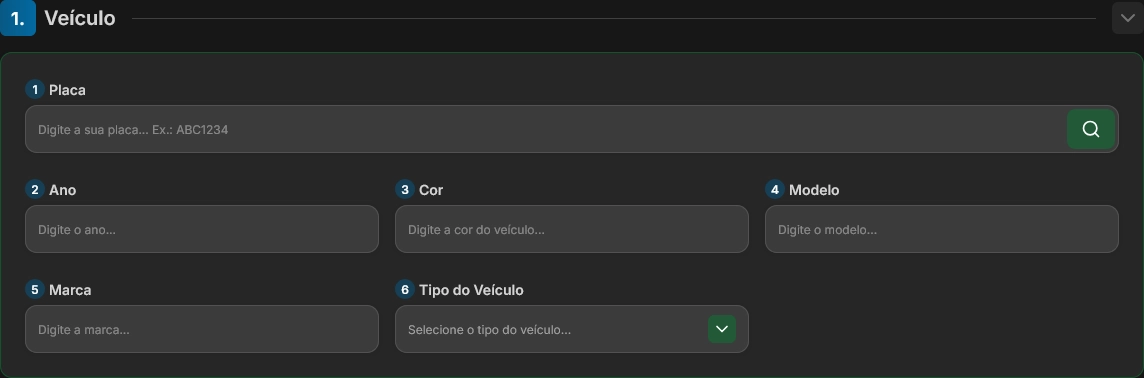 1. Veículo
1 Placa
Digite a sua placa... Ex.: ABC1234
2 Ano
3 Cor
4 Modelo
Digite o ano...
Digite a cor do veículo...
Digite o modelo...
5 Marca
6 Tipo do Veículo
Digite a marca...
Selecione o tipo do veículo...